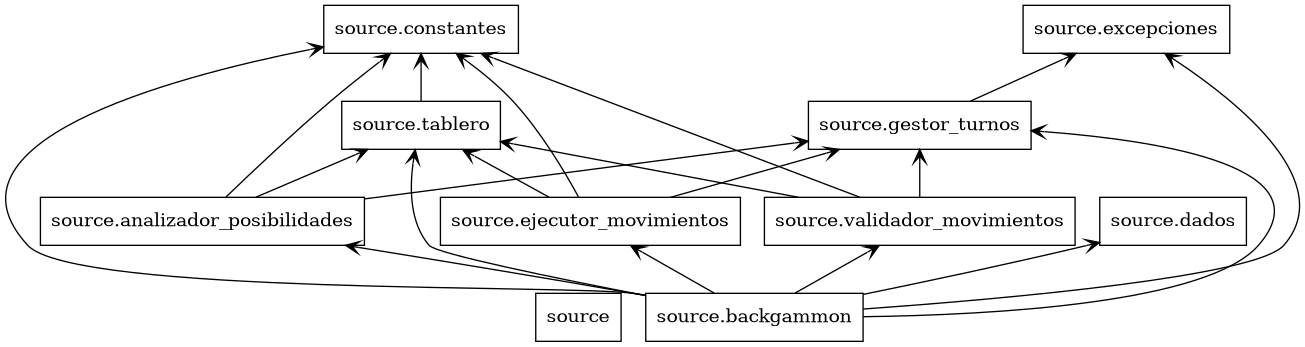 source.constantes
source.excepciones
source.tablero
source.gestor_turnos
source.analizador_posibilidades
source.ejecutor_movimientos
source.validador_movimientos
source.dados
source
source.backgammon